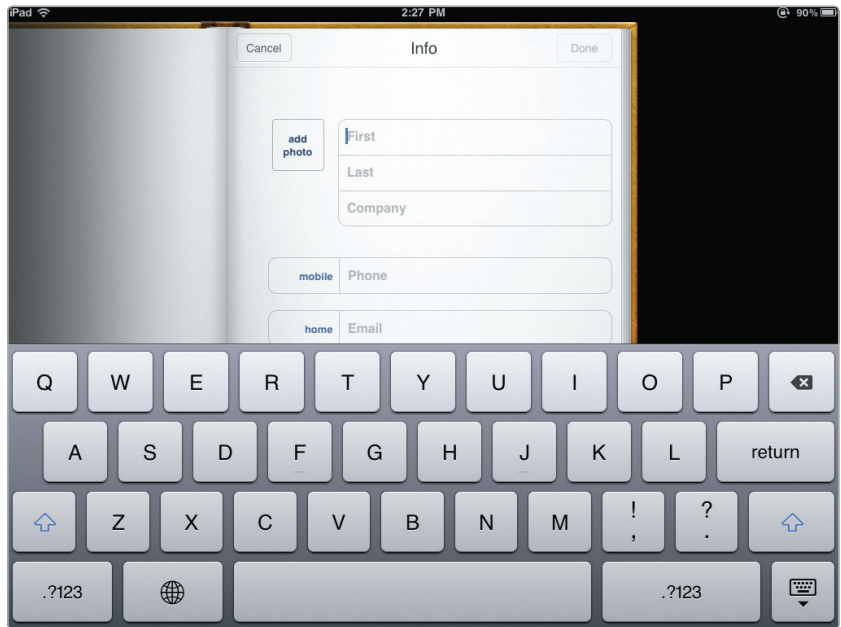 iPad 2:27 PM 90%
Cancel Info Done
add
photo
First
Last
Company
mobile Phone
home Email
Q W E R T Y U I O P
A S D F G H J K L return
Z X C V B N M ! , ? .
.?123 .?123